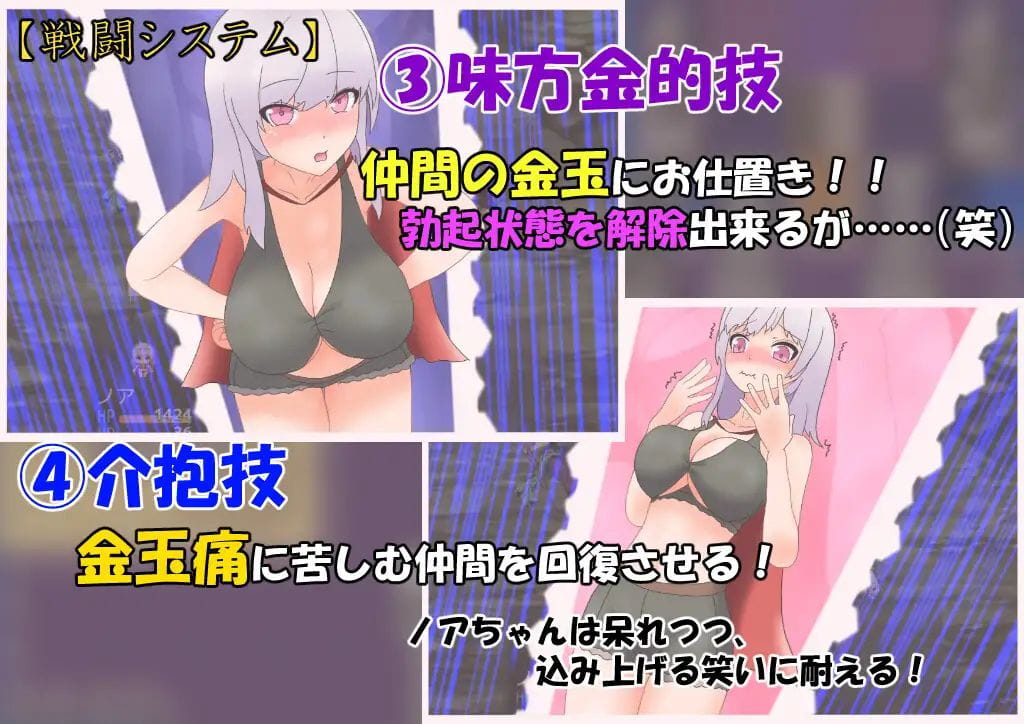 【戦闘システム】
③味方金的技
仲間の金玉にお仕置き！！
勃起状態を解除出来るが……(笑)
ノア
HP 1424
36
④介抱技
金玉痛に苦しむ仲間を回復させる！
ノアちゃんは呆れつつ、
込み上げる笑いに耐える！